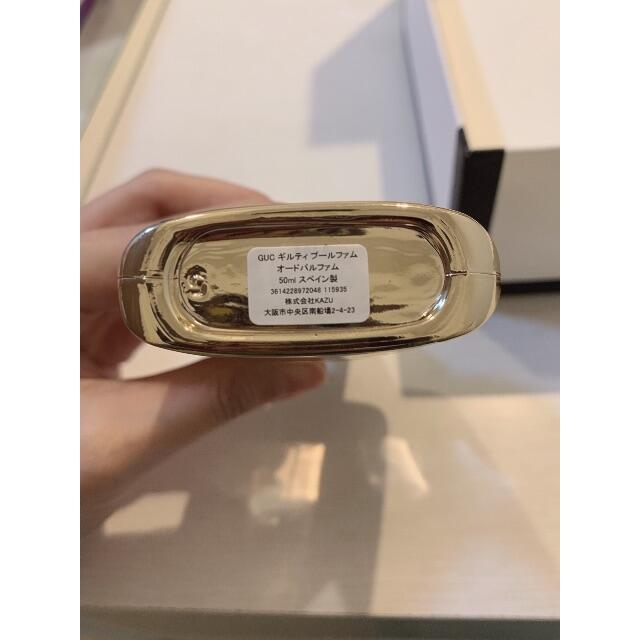 GUC ギルティ プールファム
オードパルファム
50ml スペイン製
3614228972048 115935
株式会社KAZU
大阪市中央区南船場2-4-23